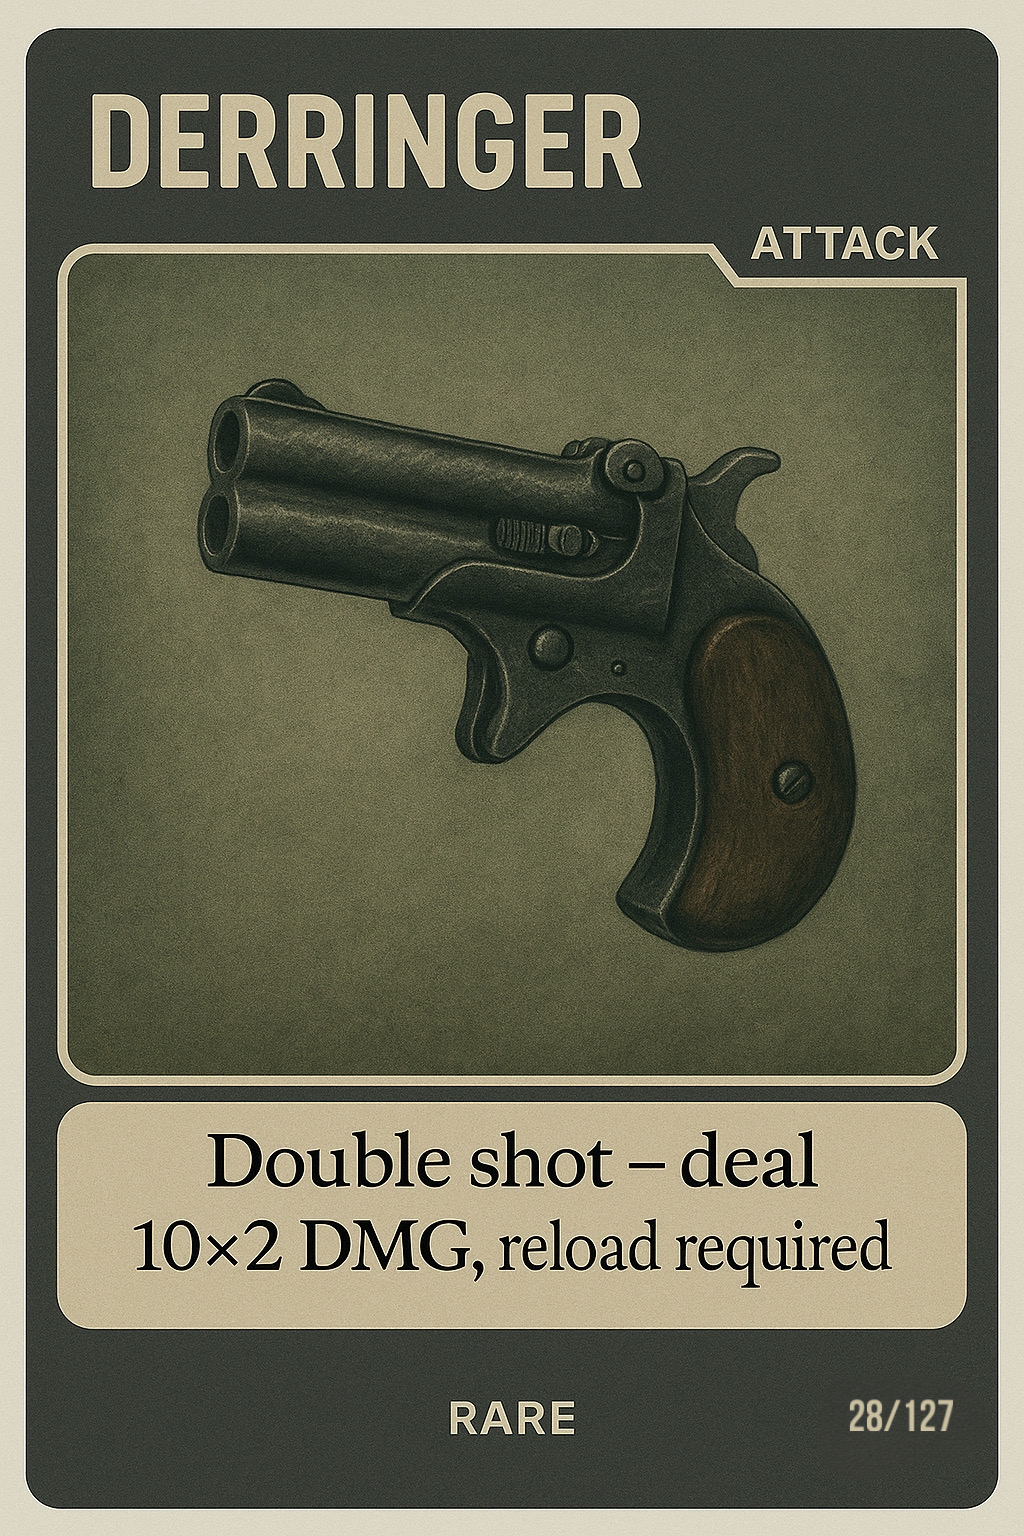 DERRINGER
ATTACK
Double shot – deal
10×2 DMG, reload required
RARE
28/127